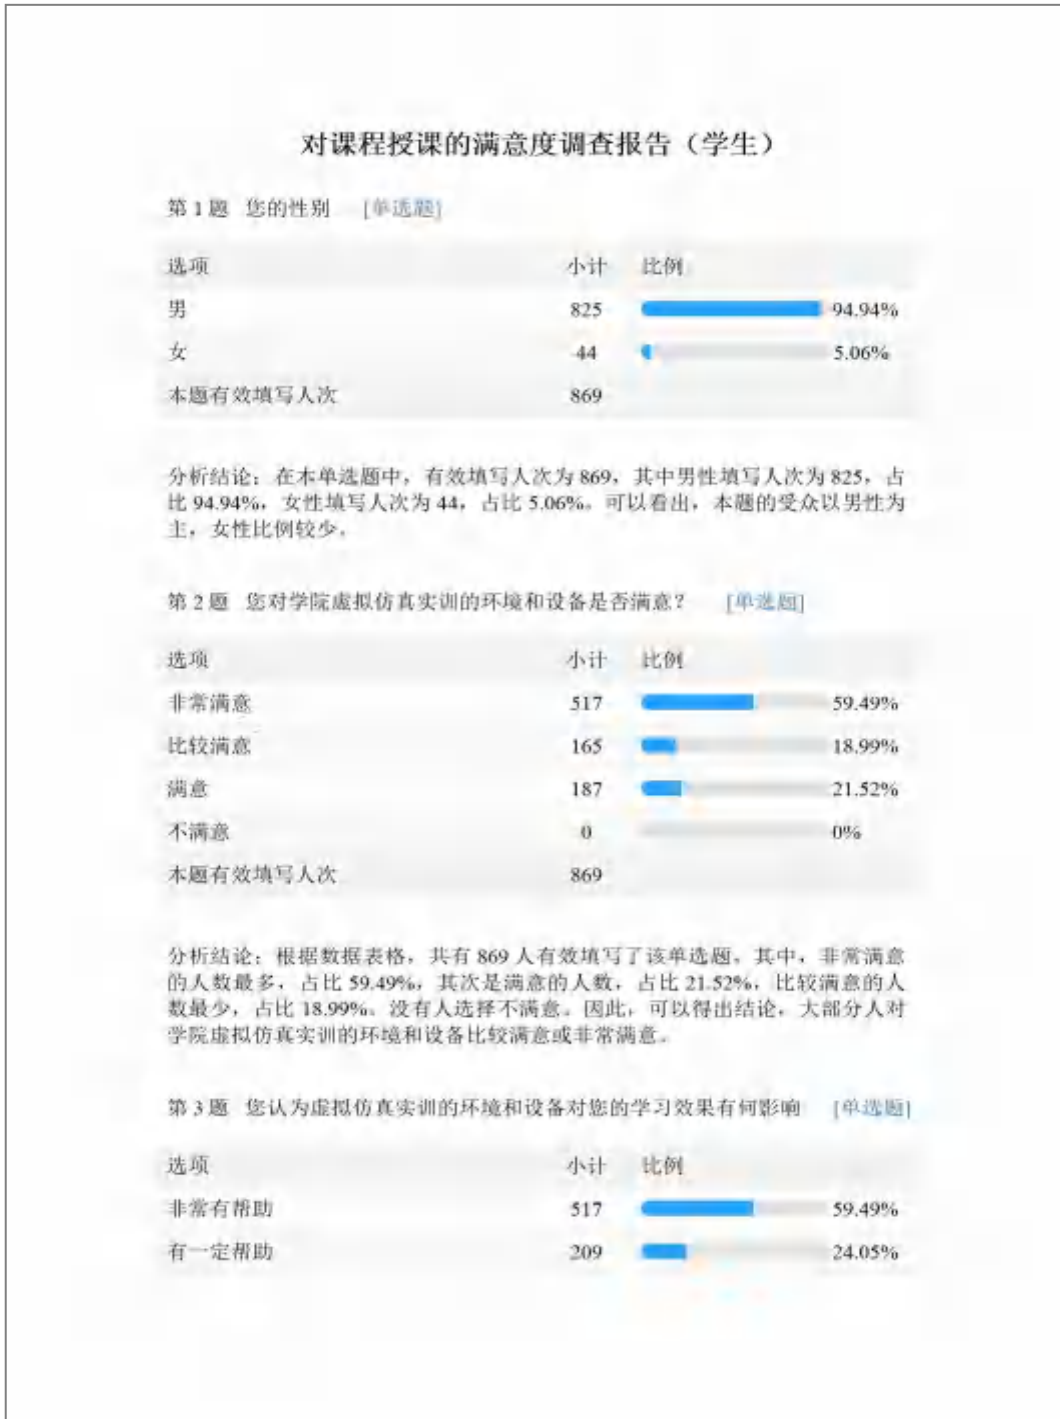 对课程授课的满意度调查报告（学生）
第 1 题 您的性别 [单选题]
选项 小计 比例
男 825 94.94%
女 44 5.06%
本题有效填写人次 869
分析结论：在本单选题中，有效填写人次为 869，其中男性填写人次为 825，占
比 94.94%，女性填写人次为 44，占比 5.06%。可以看出，本题的受众以男性为
主，女性比例较少。
第 2 题 您对学院虚拟仿真实训的环境和设备是否满意？ [单选题]
选项 小计 比例
非常满意 517 59.49%
比较满意 165 18.99%
满意 187 21.52%
不满意 0 0%
本题有效填写人次 869
分析结论：根据数据表格，共有 869 人有效填写了该单选题。其中，非常满意
的人数最多，占比 59.49%，其次是满意的人数，占比 21.52%，比较满意的人
数最少，占比 18.99%。没有人选择不满意。因此，可以得出结论，大部分人对
学院虚拟仿真实训的环境和设备比较满意或非常满意。
第 3 题 您认为虚拟仿真实训的环境和设备对您的学习效果有何影响 [单选题]
选项 小计 比例
非常有帮助 517 59.49%
有一定帮助 209 24.05%